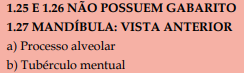 1.25 E 1.26 NÃO POSSUEM GABARITO
1.27 MANDÍBULA: VISTA ANTERIOR
a) Processo alveolar
b) Tubérculo mentual